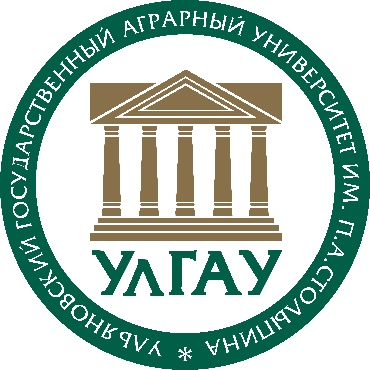 УЛЬЯНОВСКИЙ ГОСУДАРСТВЕННЫЙ АГРАРНЫЙ УНИВЕРСИТЕТ ИМ. П.А.СТОЛЫПИНА *
УлГАУ